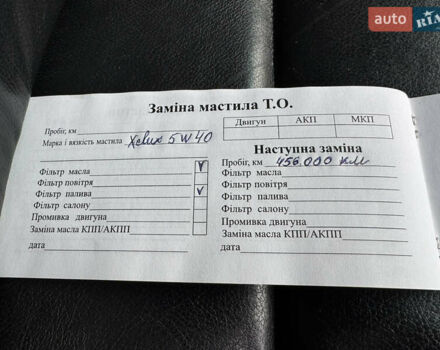 auto RIA
Заміна мастила Т.О.
Пробіг, км
Марка і вязкість мастила 5W40
Двигун АКП МКП
Фільтр масла V
Фільтр повітря
Фільтр палива V
Фільтр салону
Промивка двигуна
Заміна масла КПП/АКПП
дата
Наступна заміна
Пробіг, км 456.000 км
Фільтр масла
Фільтр повітря
Фільтр палива
Фільтр салону
Промивка двигуна
Заміна масла КПП/АКПП
дата